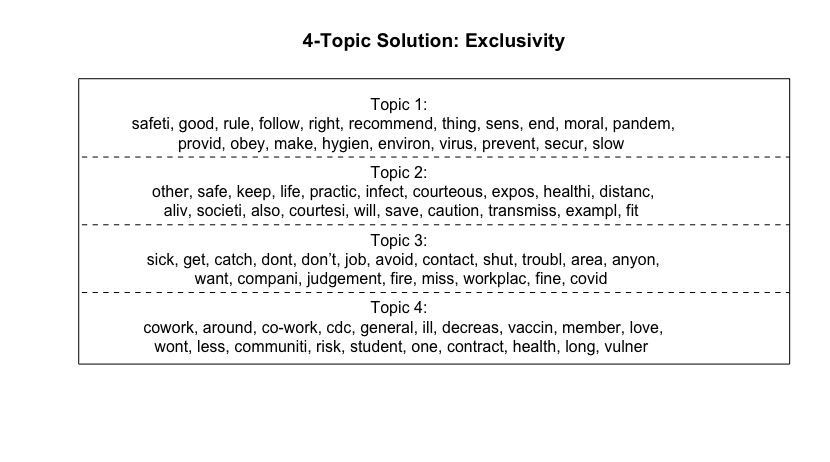 4-Topic Solution: Exclusivity
Topic 1:
safeti, good, rule, follow, right, recommend, thing, sens, end, moral, pandem,
provid, obey, make, hygien, environ, virus, prevent, secur, slow
Topic 2:
other, safe, keep, life, practic, infect, courteous, expos, healthi, distanc,
aliv, societi, also, courtesi, will, save, caution, transmiss, exampl, fit
Topic 3:
sick, get, catch, dont, don’t, job, avoid, contact, shut, troubl, area, anyon,
want, compani, judgement, fire, miss, workplac, fine, covid
Topic 4:
cowork, around, co-work, cdc, general, ill, decreas, vaccin, member, love,
wont, less, communiti, risk, student, one, contract, health, long, vulner